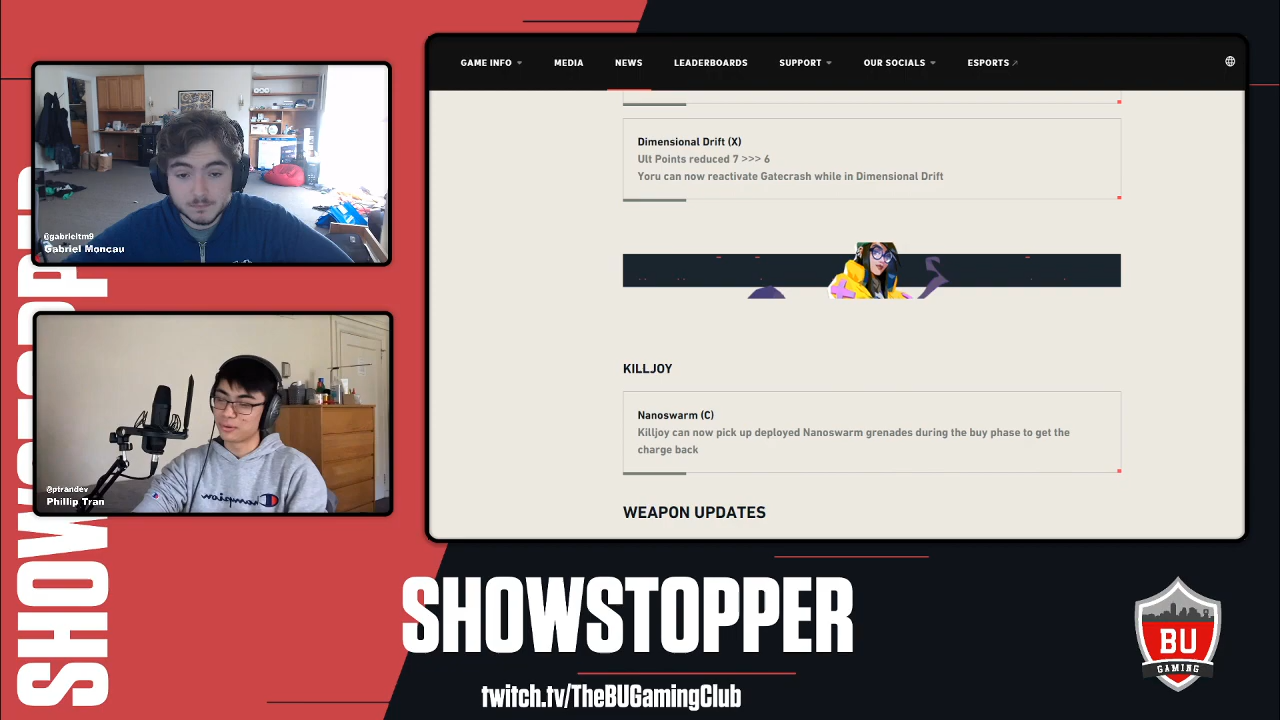 GAME INFO
MEDIA
NEWS
LEADERBOARDS
SUPPORT
OUR SOCIALS
ESPORTS
Dimensional Drift (X)
Ult Points reduced 7 >>> 6
Yoru can now reactivate Gatecrash while in Dimensional Drift
KILLJOY
Nanoswarm (C)
Killjoy can now pick up deployed Nanoswarm grenades during the buy phase to get the
charge back
WEAPON UPDATES
@gabrieltm9
Gabriel Moncau
@ptrandev
Phillip Tran
Champion
SHOWSTOPPER
SHOWSTOPPER
SHOWSTOPPER
twitch.tv/TheBUGamingClub
BU
GAMING